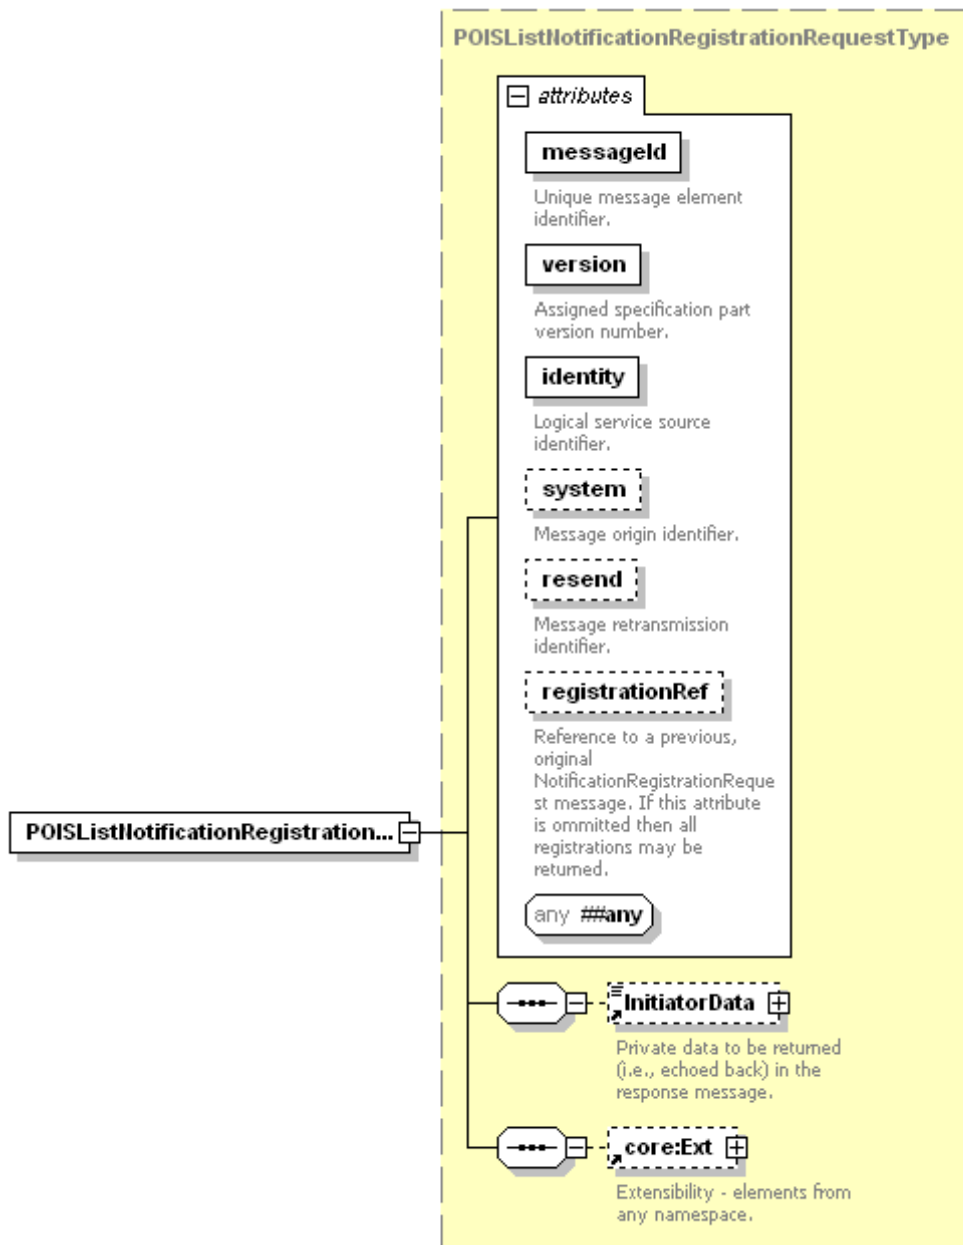 POISListNotificationRegistrationRequestType
attributes
messageId
Unique message element
identifier.
version
Assigned specification part
version number.
identity
Logical service source
identifier.
system
Message origin identifier.
resend
Message retransmission
identifier.
registrationRef
Reference to a previous,
original
NotificationRegistrationReque
st message. If this attribute
is ommitted then all
registrations may be
returned.
any ##any
POISListNotificationRegistration...
InitiatorData
Private data to be returned
(i.e., echoed back) in the
response message.
core:Ext
Extensibility - elements from
any namespace.